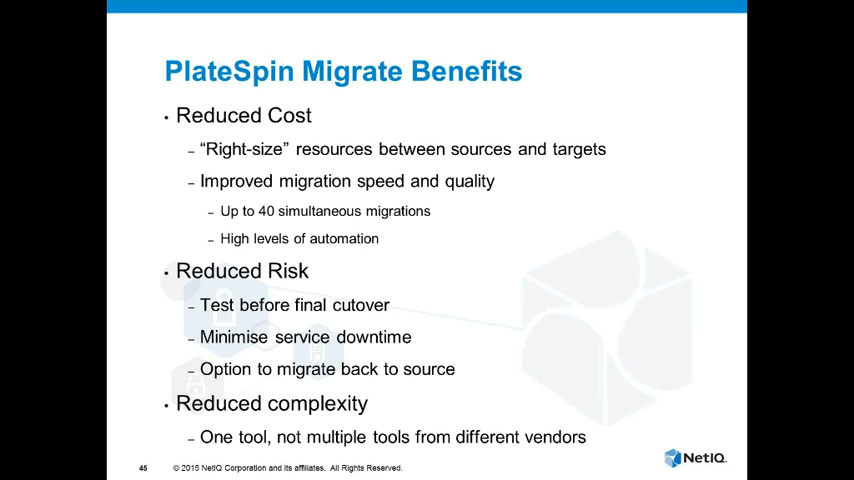 PlateSpin Migrate Benefits
• Reduced Cost
– “Right-size” resources between sources and targets
– Improved migration speed and quality
– Up to 40 simultaneous migrations
– High levels of automation
• Reduced Risk
– Test before final cutover
– Minimise service downtime
– Option to migrate back to source
• Reduced complexity
– One tool, not multiple tools from different vendors
NetIQ.
45 © 2015 NetIQ Corporation and its affiliates. All Rights Reserved.